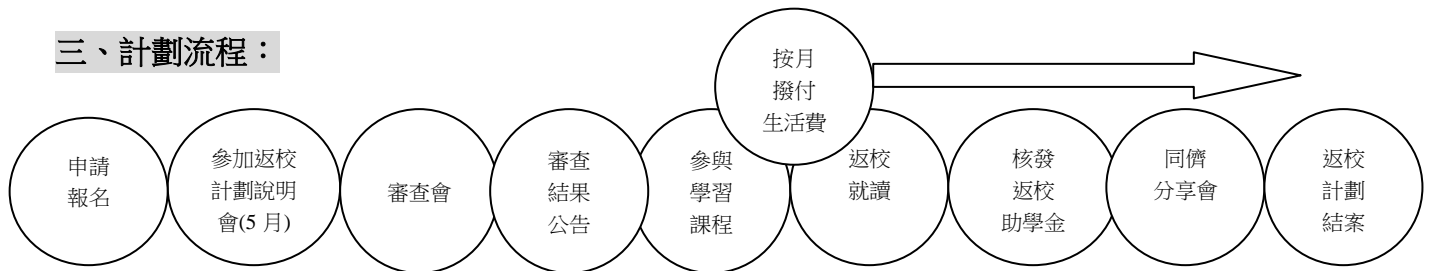 三、計劃流程：
按月
撥付
生活費
申請
報名
參加返校
計劃說明
會(5 月)
審查會
審查
結果
公告
參與
學習
課程
返校
就讀
核發
返校
助學金
同儕
分享會
返校
計劃
結案